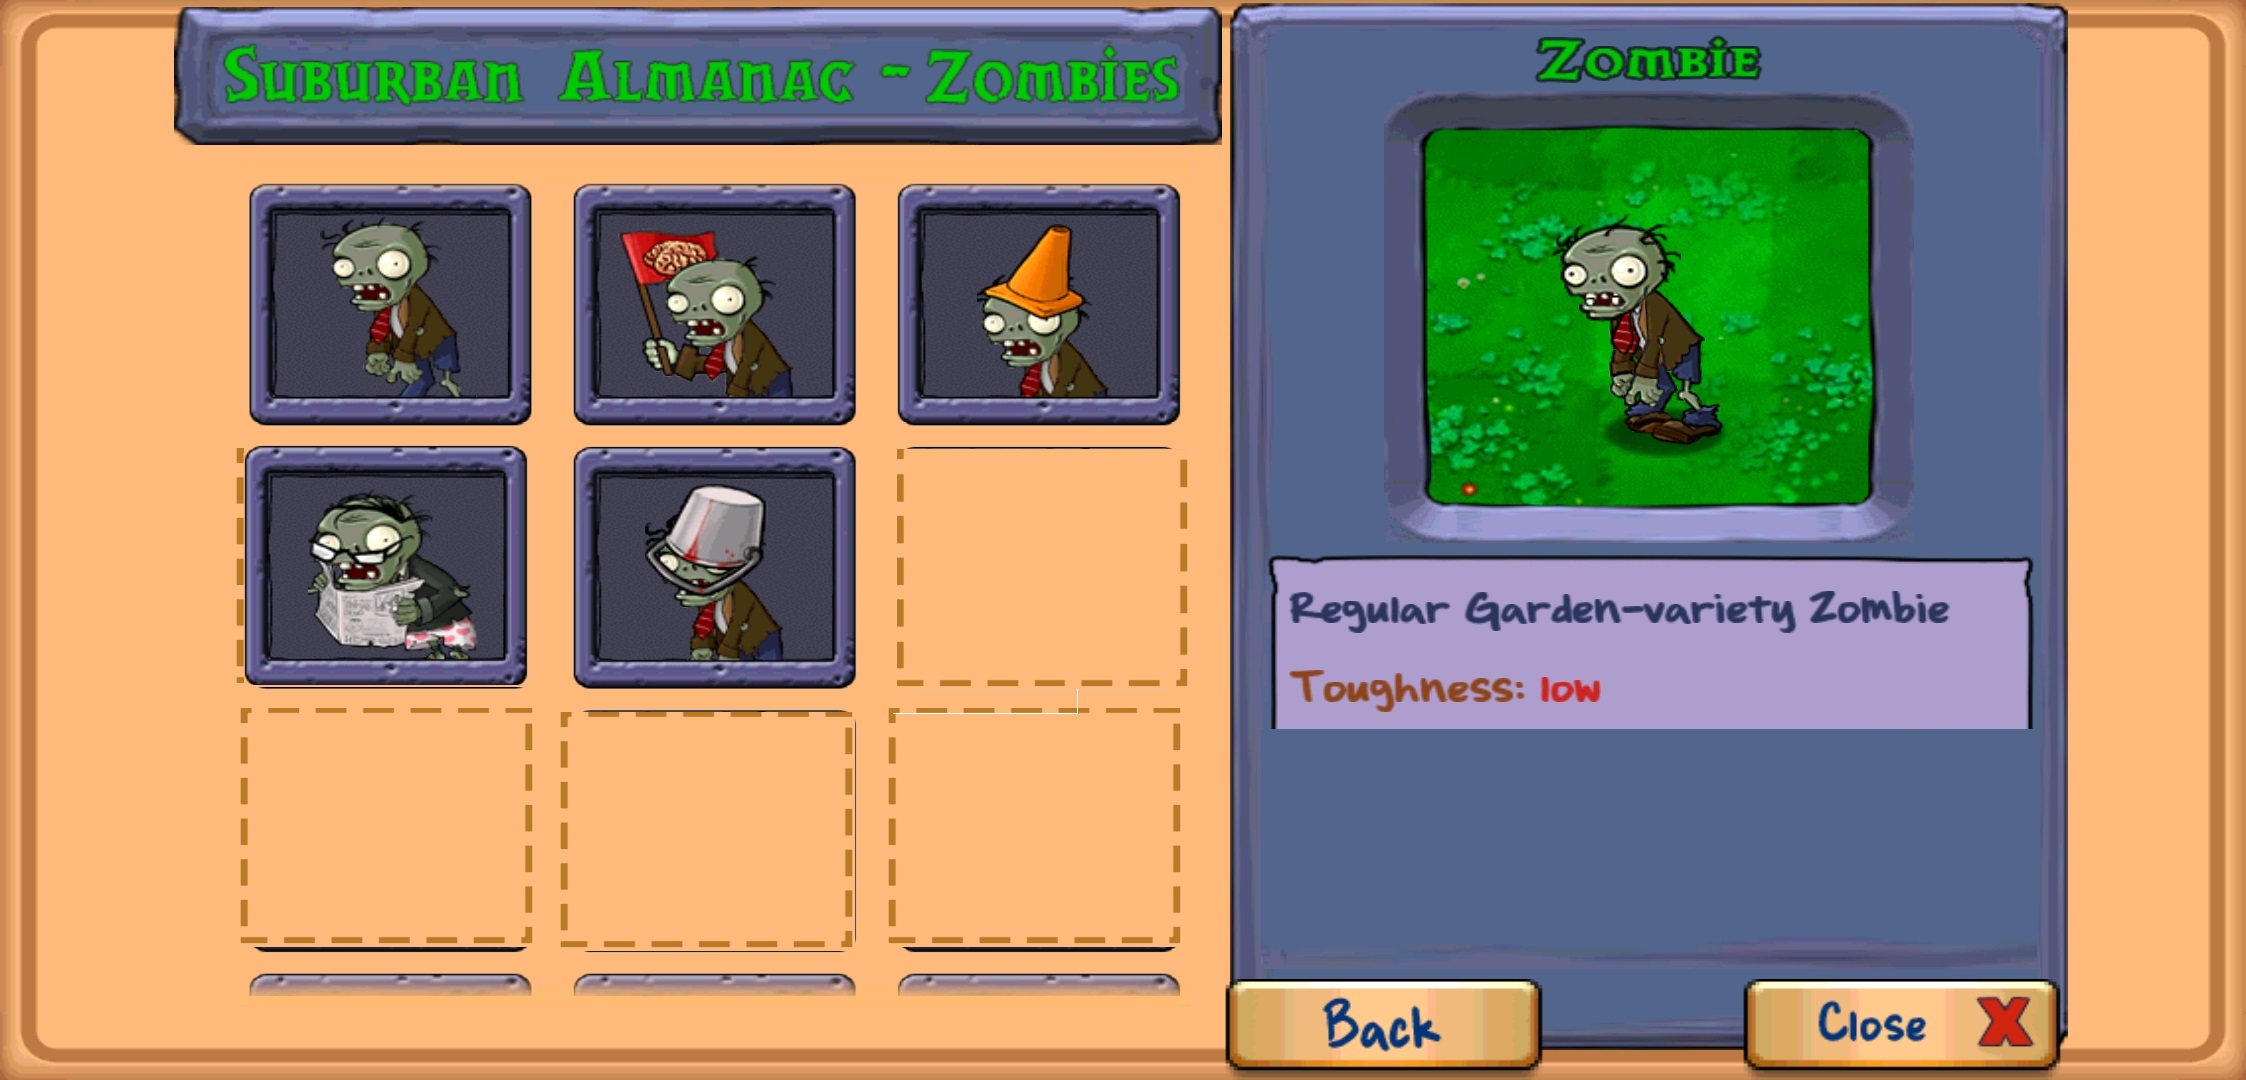 Suburban Almanac - Zombies
Zombie
Regular Garden-variety Zombie
Toughness: low
Back
Close X